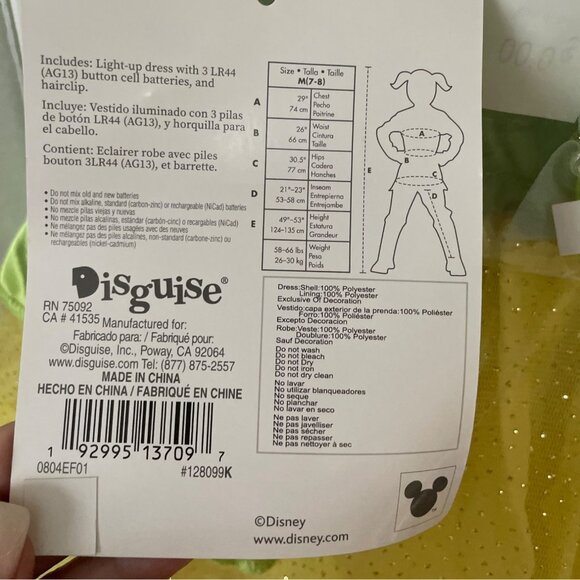 Includes: Light-up dress with 3 LR44
(AG13) button cell batteries, and
hairclip.
Incluye: Vestido iluminado con 3 pilas
de botón LR44 (AG13), y horquilla para
el cabello.
Contient: Eclairer robe avec piles
bouton 3LR44 (AG13), et barrette.
• Do not mix old and new batteries
• Do not mix alkaline, standard (carbon-zinc) or rechargeable (NiCad) batteries
• No mezcle pilas viejas y nuevas
• No mezcle pilas alcalinas, estándar (carbón-zinc) o recargables (NiCad)
• Ne mélangez pas des piles usagées avec des neuves
• Ne mélangez pas des piles alcalines, non-standard (carbone-zinc) ou
rechargeables (nickel-cadmium)
Size • Talla • Taille
M(7-8)
A
29"
74 cm
Chest
Pecho
Poitrine
B
26"
66 cm
Waist
Cintura
Taille
C
30.5"
77 cm
Hips
Cadera
Hanches
D
21"-23"
53-58 cm
Inseam
Entrepierna
Entrejambe
E
49"-53"
124-135 cm
Height
Estatura
Grandeur
58-66 lbs
26-30 kg
Weight
Peso
Poids
A
B
C
D
E
Disguise®
RN 75092
CA # 41535
Manufactured for:
Fabricado para: / Fabriqué pour:
©Disguise, Inc., Poway, CA 92064
www.disguise.com Tel: (877) 875-2557
MADE IN CHINA
HECHO EN CHINA / FABRIQUÉ EN CHINE
1 92995 13709 7
0804EF01
#128099K
Dress:Shell:100% Polyester
Lining:100% Polyester
Exclusive Of Decoration
Vestido:capa exterior de la prenda:100% Poliéster
Forro:100% Poliéster
Excepto Decoracion
Robe:Veste:100% Polyester
Doublure:100% Polyester
Sauf Decoration
Do not wash
Do not bleach
Do not Dry
Do not iron
Do not dry clean
No lavar
No utilizar blanqueadores
No seque
No planchar
No lavar en seco
Ne pas laver
Ne pas javelliser
Ne pas sécher
Ne pas repasser
Ne pas nettoyer à sec
©Disney
www.disney.com